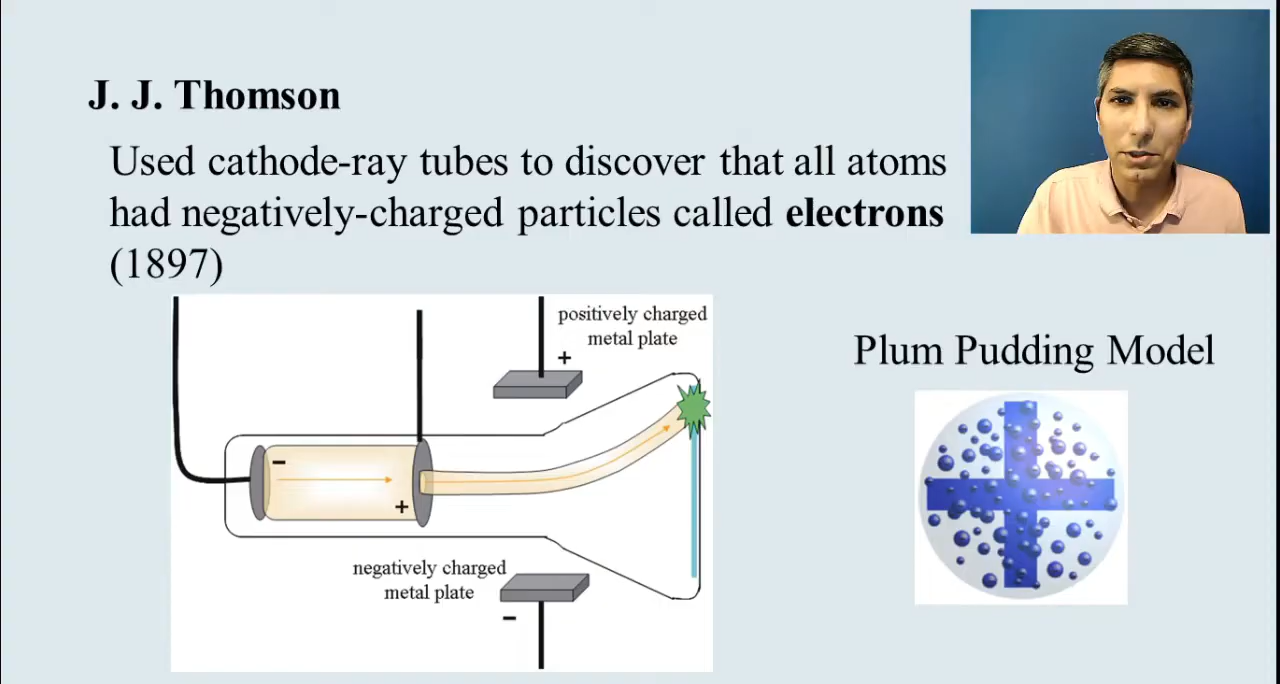 J. J. Thomson
Used cathode-ray tubes to discover that all atoms
had negatively-charged particles called electrons
(1897)
positively charged
metal plate
+
Plum Pudding Model
−
+
negatively charged
metal plate
−